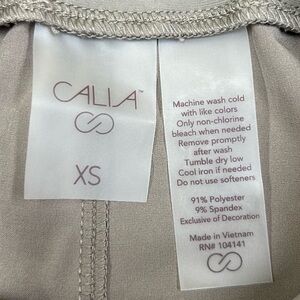 CALIA™
XS
Machine wash cold
with like colors
Only non-chlorine
bleach when needed
Remove promptly
after wash
Tumble dry low
Cool iron if needed
Do not use softeners
91% Polyester
9% Spandex
Exclusive of Decoration
Made in Vietnam
RN# 104141